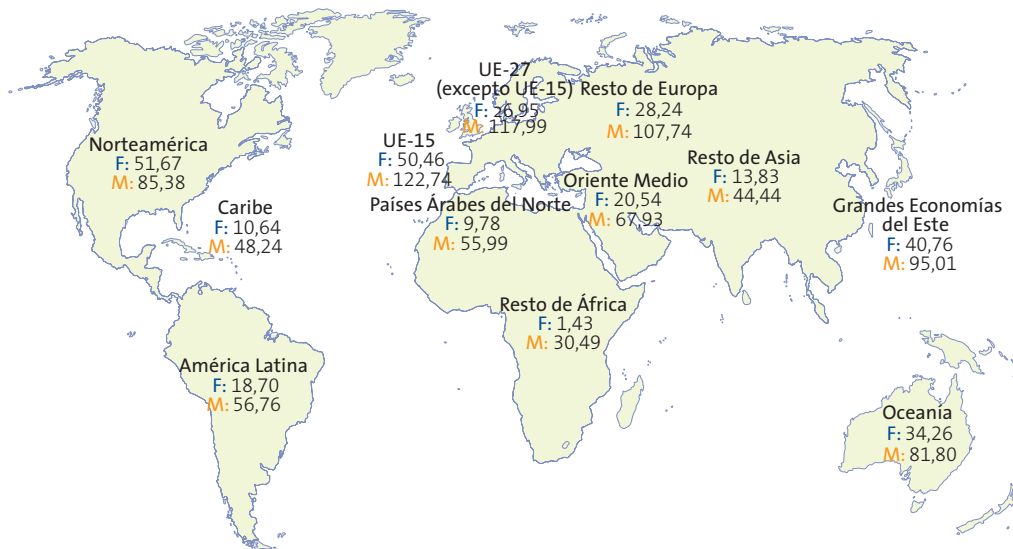 UE-27
(excepto UE-15)
F: 26,95
M: 117,99
Resto de Europa
F: 28,24
M: 107,74
Norteamérica
F: 51,67
M: 85,38
UE-15
F: 50,46
M: 122,74
Resto de Asia
F: 13,83
M: 44,44
Oriente Medio
F: 20,54
M: 67,93
Caribe
F: 10,64
M: 48,24
Países Árabes del Norte
F: 9,78
M: 55,99
Grandes Economías
del Este
F: 40,76
M: 95,01
Resto de África
F: 1,43
M: 30,49
América Latina
F: 18,70
M: 56,76
Oceanía
F: 34,26
M: 81,80